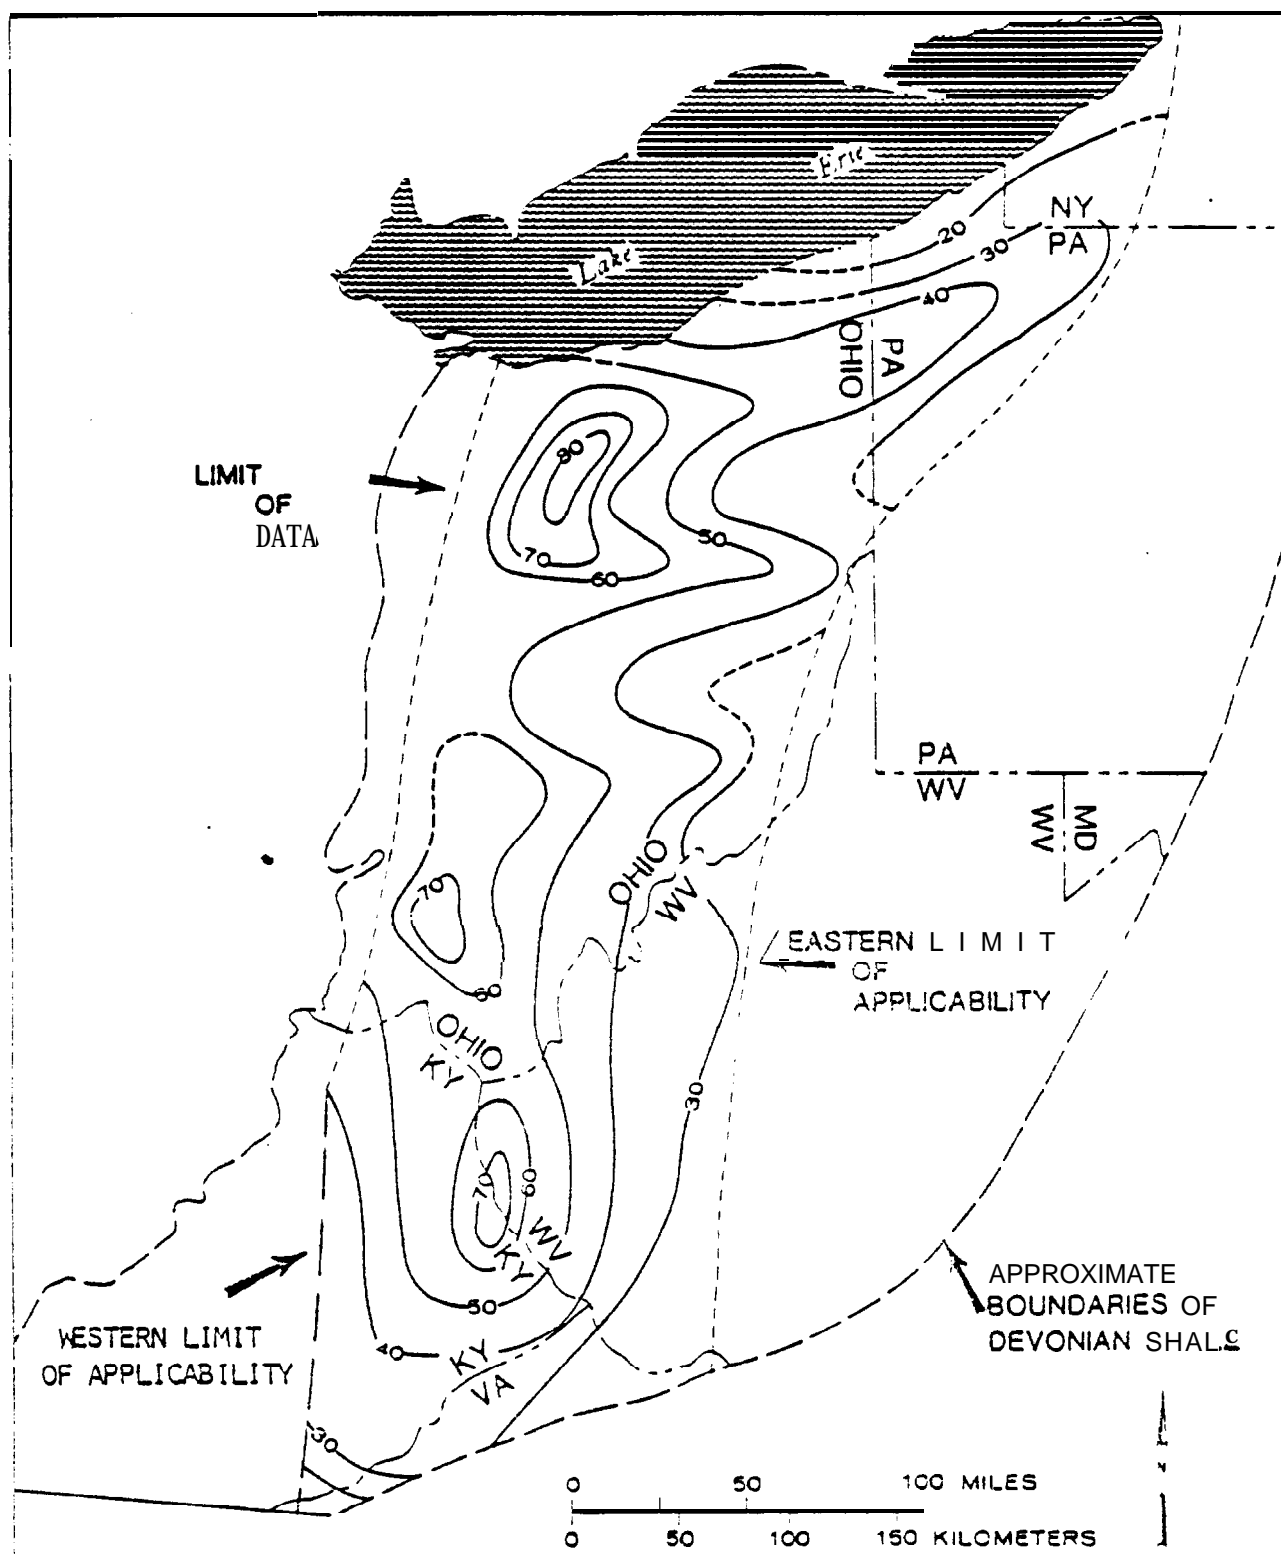 Erie
Lake
20
NY
30
PA
40
PA
OHIO
80
LIMIT
OF
DATA
50
70
60
PA
WV
MD
WV
OHIO
WV
70
EASTERN LIMIT
OF
APPLICABILITY
60
OHIO
KY
30
70
60
WV
KY
APPROXIMATE
BOUNDARIES OF
DEVONIAN SHALE
50
WESTERN LIMIT
OF APPLICABILITY
40
KY
VA
30
0 50 100 MILES
0 50 100 150 KILOMETERS
N